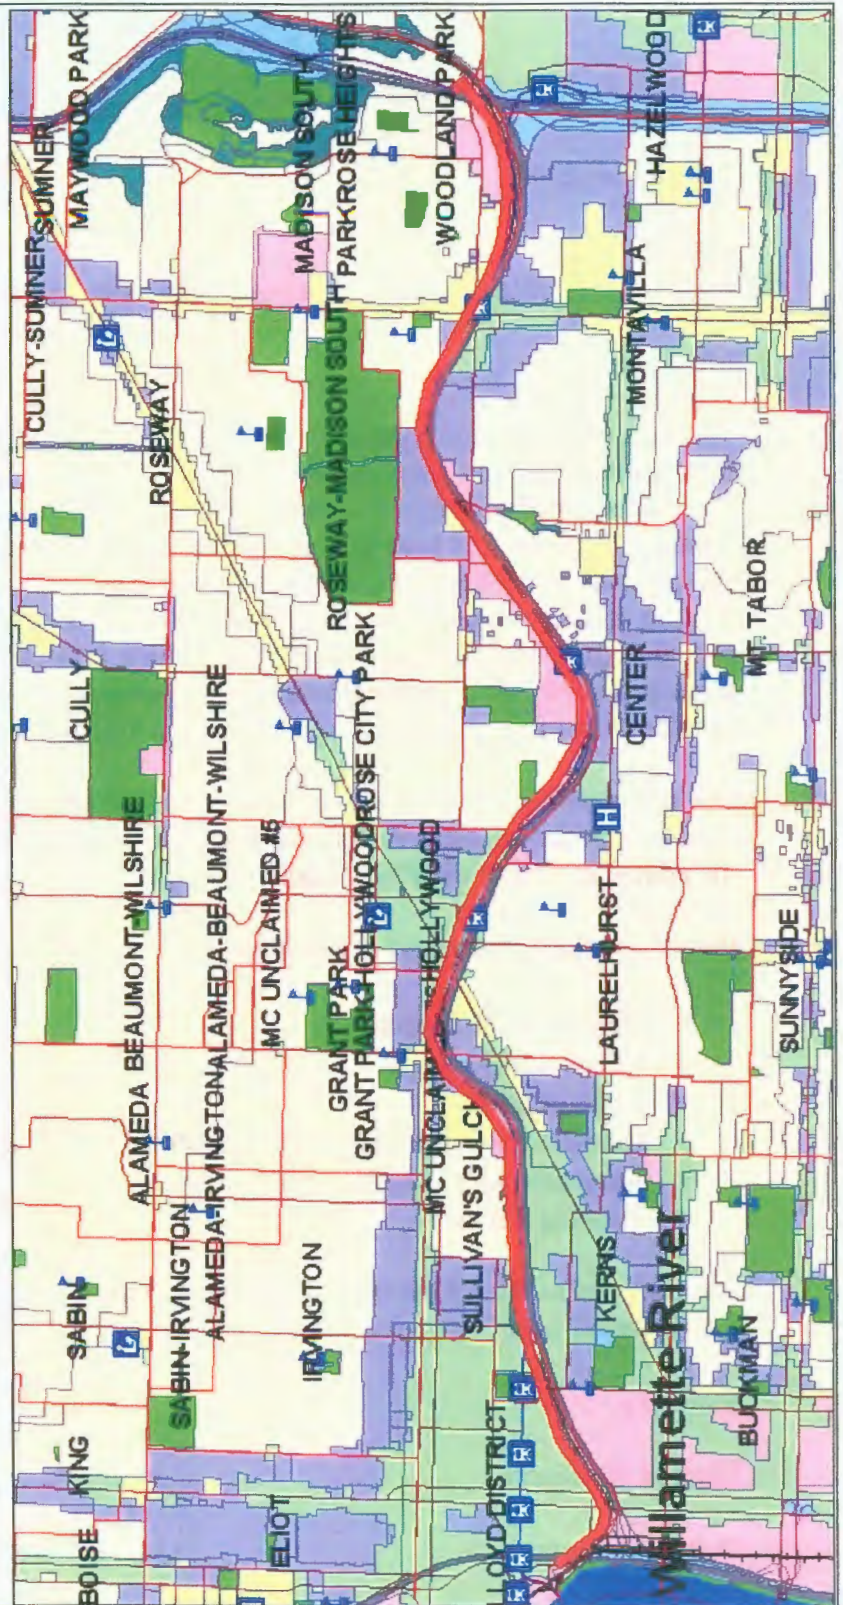 MAYWOOD PARK
SUMNER
CULLY-SUMNER
MADISON SOUTH
PARKROSE HEIGHTS
WOODLAND PARK
HAZELWOOD
ROSEWAY
ROSEWAY-MADISON SOUTH
MONTAVILLA
CULLY
ROSE CITY PARK
CENTER
MT. TABOR
ALAMEDA BEAUMONT-WILSHIRE
ALAMEDA-IRVINGTON
ALAMEDA-BEAUMONT-WILSHIRE
MC UNCLAIMED #5
GRANT PARK
GRANT PARK-HOLLYWOOD
HOLLYWOOD
MC UNCLAIM
LAURELHURST
SUNNYSIDE
SABIN
SABIN-IRVINGTON
IRVINGTON
SULLIVAN'S GULCH
KERNS
Willamette River
BUCKMAN
KING
BOISE
ELIOT
LLOYD DISTRICT
H